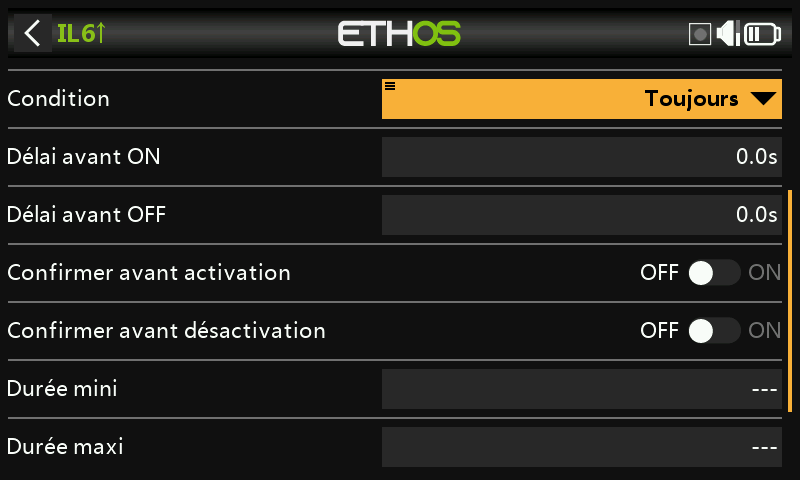 IL6↑
ETHOS
Condition Toujours
Délai avant ON 0.0s
Délai avant OFF 0.0s
Confirmer avant activation OFF ON
Confirmer avant désactivation OFF ON
Durée mini ---
Durée maxi ---